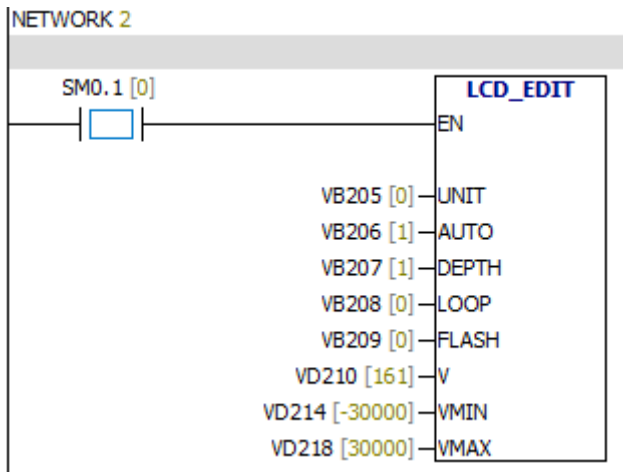 NETWORK 2
SM0.1 [0]
LCD_EDIT
EN
VB205 [0] UNIT
VB206 [1] AUTO
VB207 [1] DEPTH
VB208 [0] LOOP
VB209 [0] FLASH
VD210 [161] V
VD214 [-30000] VMIN
VD218 [30000] VMAX